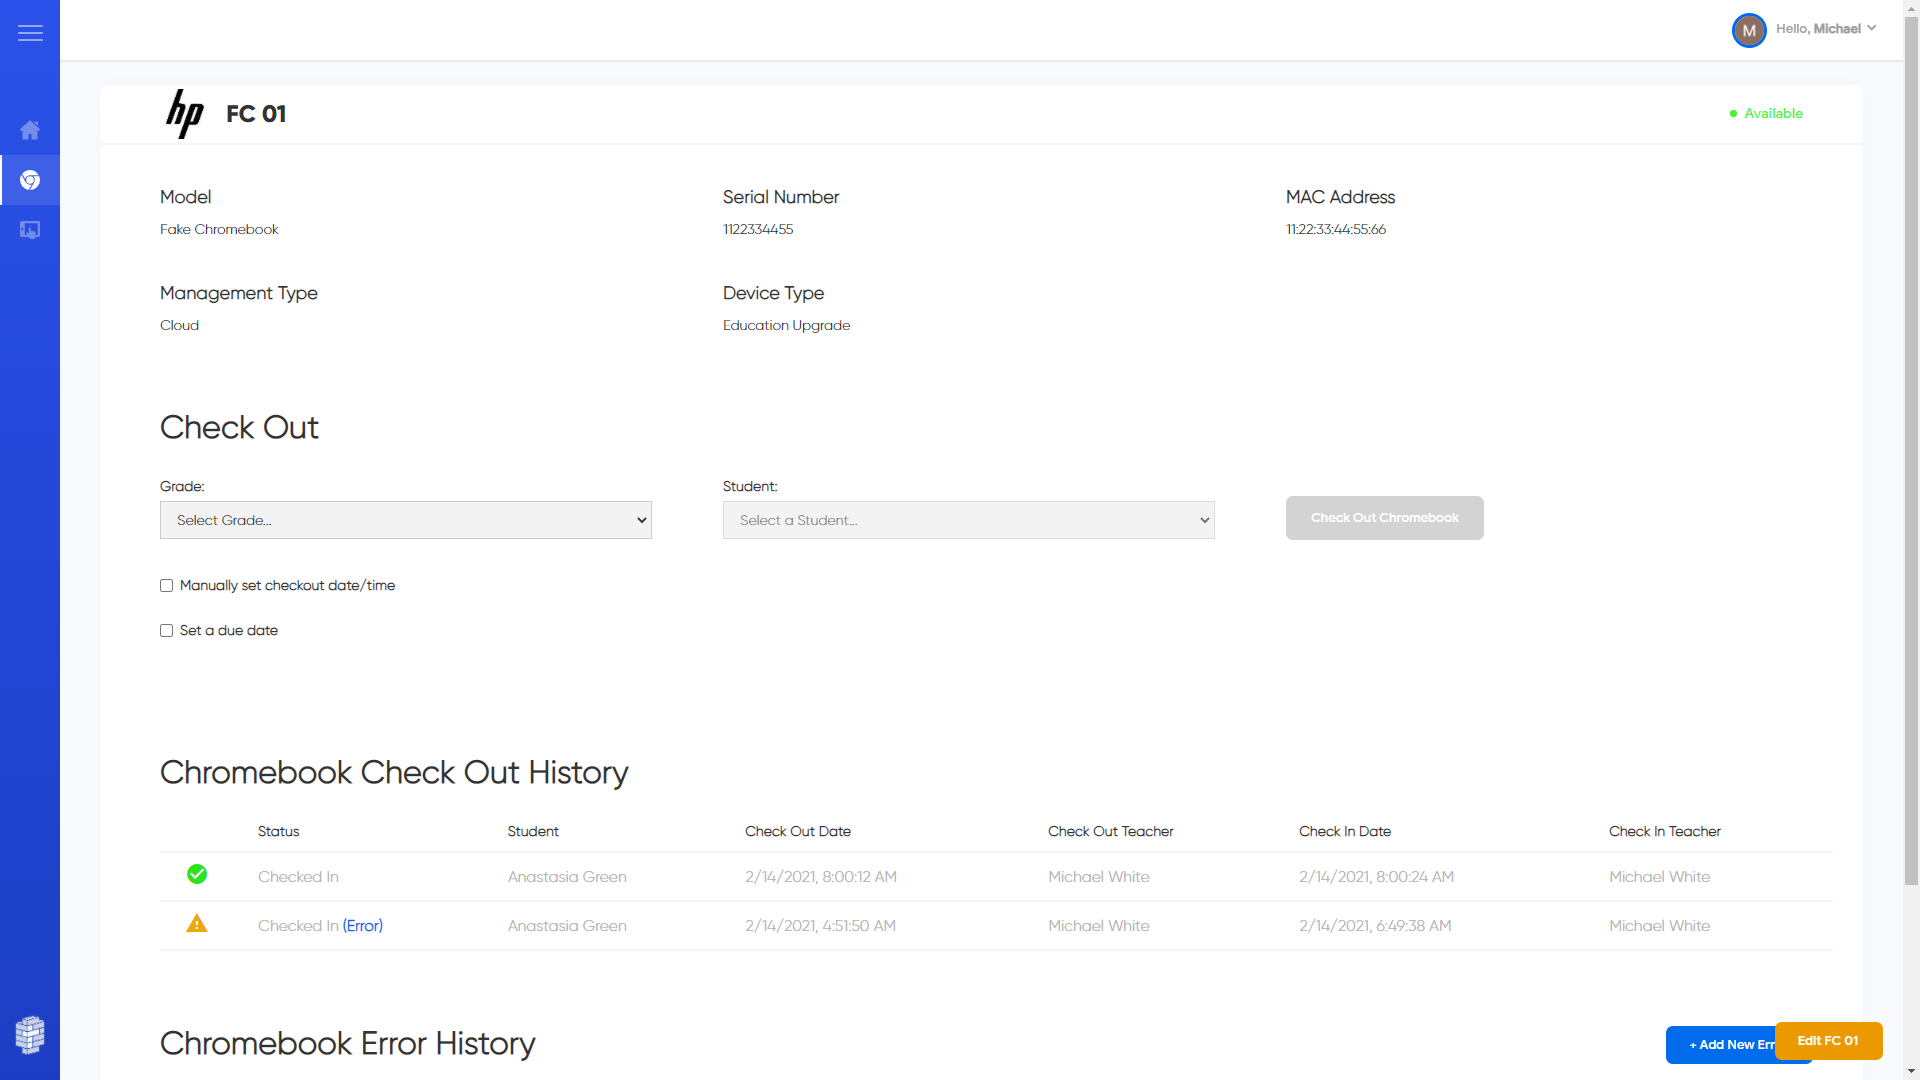 M
Hello, Michael
hp
FC 01
Available
Model
Serial Number
MAC Address
Fake Chromebook
1122334455
11:22:33:44:55:66
Management Type
Device Type
Cloud
Education Upgrade
Check Out
Grade:
Student:
Select Grade...
Select a Student...
Check Out Chromebook
Manually set checkout date/time
Set a due date
Chromebook Check Out History
Status Student Check Out Date Check Out Teacher Check In Date Check In Teacher
Checked In Anastasia Green 2/14/2021, 8:00:12 AM Michael White 2/14/2021, 8:00:24 AM Michael White
Checked In (Error) Anastasia Green 2/14/2021, 4:51:50 AM Michael White 2/14/2021, 6:49:38 AM Michael White
Chromebook Error History
+ Add New Err
Edit FC 01